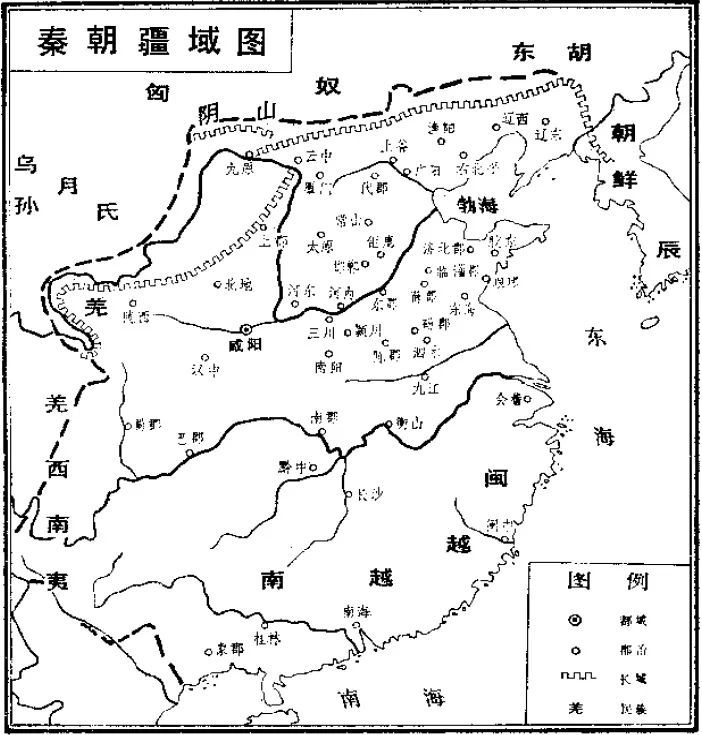 秦朝疆域图
东胡
匈奴
阴山
乌孙
月氏
朝鲜
辰
九原
云中
雁门
上谷
代郡
渔阳
右北平
辽西
辽东
渤海
上郡
太原
常山
钜鹿
邯郸
济北郡
胶东
临淄郡
琅琊
羌
陇西
北地
河东
河内
东郡
薛郡
东海
咸阳
三川
颍川
砀郡
陈郡
泗水
南阳
汉中
九江
会稽
东海
羌
蜀郡
巴郡
南郡
衡山
黔中
长沙
闽越
闽中
西南夷
南越
南海
桂林
象郡
南海
图例
都城
郡治
长城
羌 民族